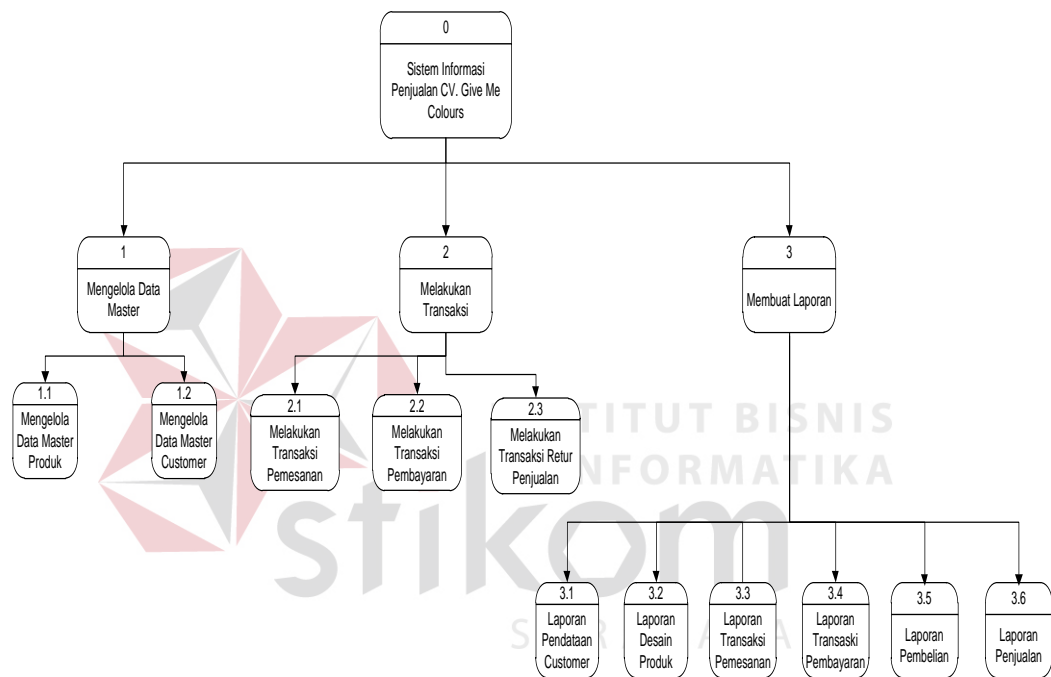 0
Sistem Informasi
Penjualan CV. Give Me
Colours
1
Mengelola Data
Master
2
Melakukan
Transaksi
3
Membuat Laporan
1.1
Mengelola
Data Master
Produk
1.2
Mengelola
Data Master
Customer
2.1
Melakukan
Transaksi
Pemesanan
2.2
Melakukan
Transaksi
Pembayaran
2.3
Melakukan
Transaksi Retur
Penjualan
TITUT BISNIS
NFORMATIKA
stikom
S R A A
3.1
Laporan
Pendataan
Customer
3.2
Laporan
Desain
Produk
3.3
Laporan
Transaksi
Pemesanan
3.4
Laporan
Transaski
Pembayaran
3.5
Laporan
Pembelian
3.6
Laporan
Penjualan